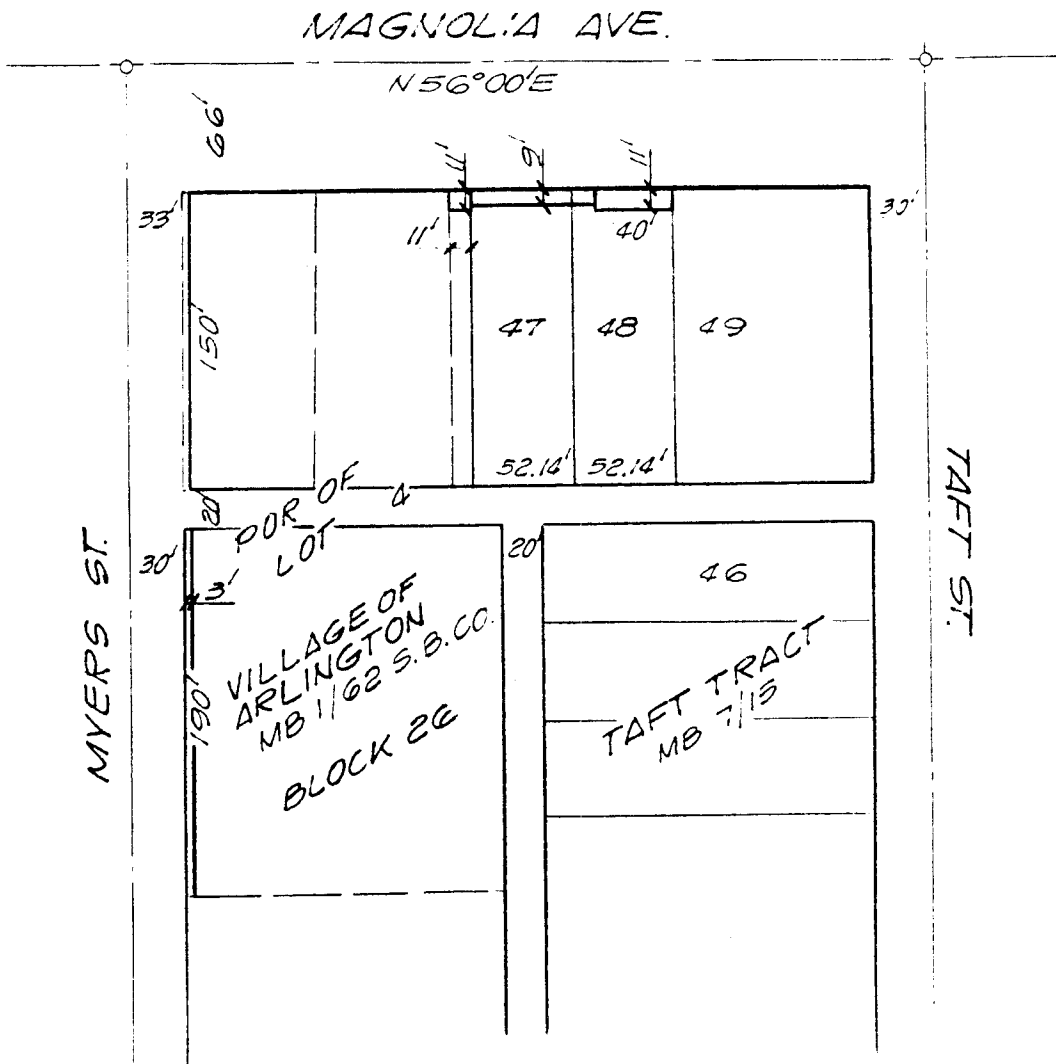 MAGNOLIA AVE.
N 56°00'E
66'
11'
9'
11'
33'
30'
11'
40'
150'
47
48
49
52.14'
52.14'
20'
POR OF
LOT 4
30'
3'
20'
46
MYERS ST.
TAFT ST.
190'
VILLAGE OF
ARLINGTON
MB 1/62 S.B.CO.
BLOCK 26
TAFT TRACT
MB 7/15